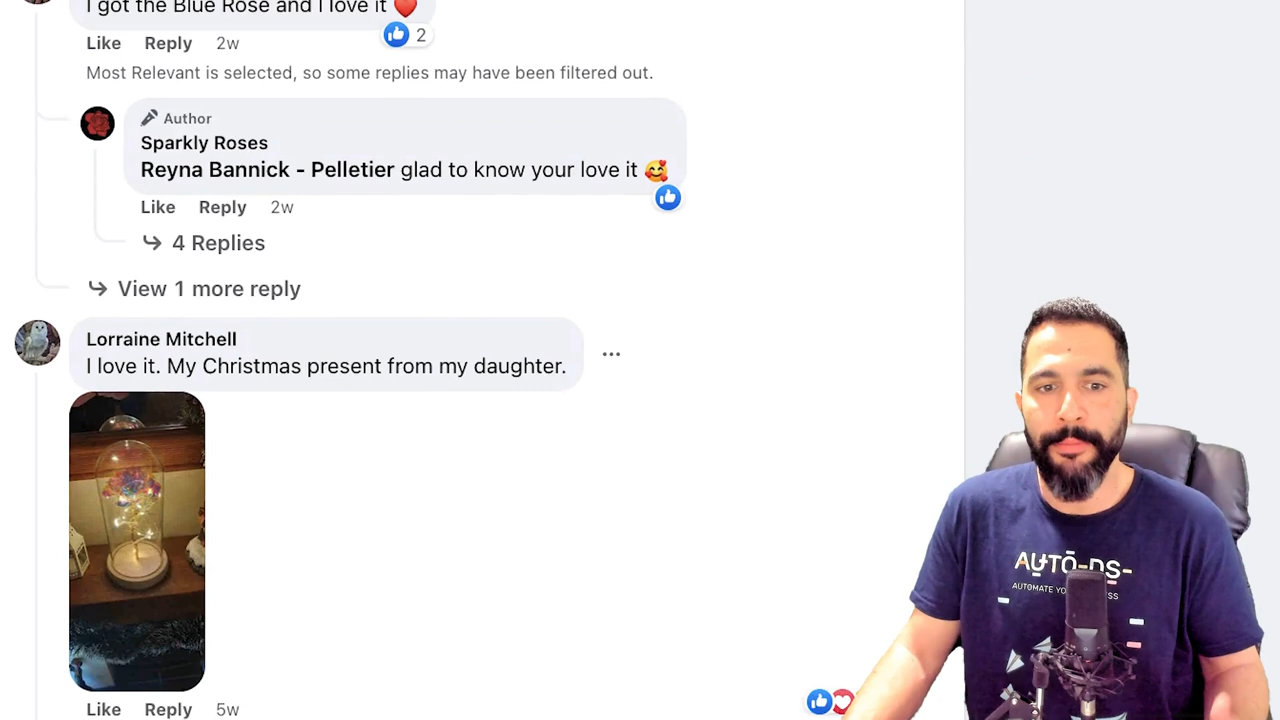 I got the Blue Rose and I love it ❤️
Like Reply 2w 2
Most Relevant is selected, so some replies may have been filtered out.
Author
Sparkly Roses
Reyna Bannick - Pelletier glad to know your love it 🥰
Like Reply 2w
4 Replies
View 1 more reply
Lorraine Mitchell
I love it. My Christmas present from my daughter.
Like Reply 5w
AUTO-DS-
AUTOMATE